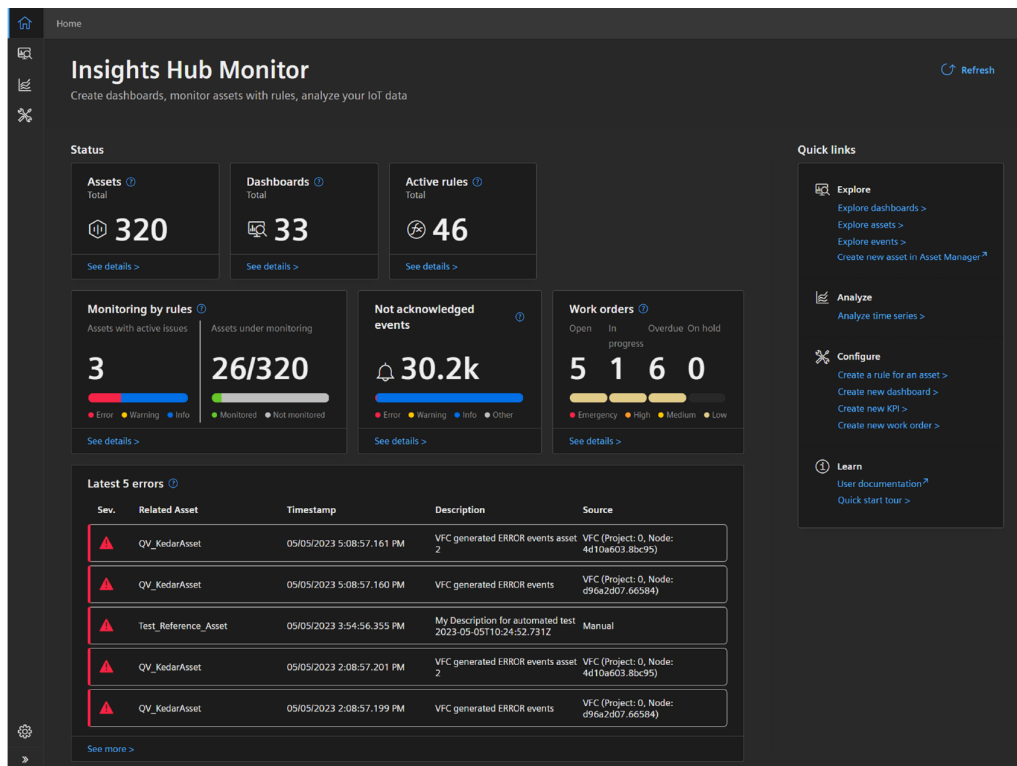 Home
Insights Hub Monitor
Refresh
Create dashboards, monitor assets with rules, analyze your IoT data
Status
Assets
Total
320
See details >
Dashboards
Total
33
See details >
Active rules
Total
46
See details >
Monitoring by rules
Assets with active issues
3
Error Warning Info
Assets under monitoring
26/320
Monitored Not monitored
See details >
Not acknowledged
events
30.2k
Error Warning Info Other
See details >
Work orders
Open In Overdue On hold
progress
5 1 6 0
Emergency High Medium Low
See details >
Latest 5 errors
Sev. Related Asset Timestamp Description Source
QV_KedarAsset 05/05/2023 5:08:57.161 PM VFC generated ERROR events asset VFC (Project: 0, Node:
2 4d10a603.8bc95)
QV_KedarAsset 05/05/2023 5:08:57.160 PM VFC generated ERROR events VFC (Project: 0, Node:
d96a2d07.66584)
Test_Reference_Asset 05/05/2023 3:54:56.355 PM My Description for automated test Manual
2023-05-05T10:24:52.731Z
QV_KedarAsset 05/05/2023 2:08:57.201 PM VFC generated ERROR events asset VFC (Project: 0, Node:
2 4d10a603.8bc95)
QV_KedarAsset 05/05/2023 2:08:57.199 PM VFC generated ERROR events VFC (Project: 0, Node:
d96a2d07.66584)
See more >
Quick links
Explore
Explore dashboards >
Explore assets >
Explore events >
Create new asset in Asset Manager
Analyze
Analyze time series >
Configure
Create a rule for an asset >
Create new dashboard >
Create new KPI >
Create new work order >
Learn
User documentation
Quick start tour >